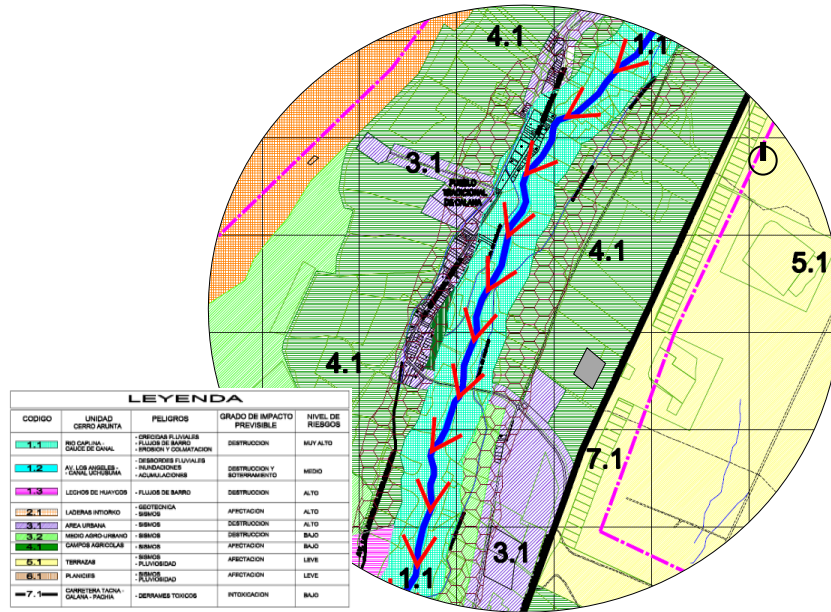 4.1
1.1
3.1
PUEBLO
TRADICIONAL
DE CALANA
I
4.1
5.1
4.1
7.1
3.1
1.1
LEYENDA
CODIGO UNIDAD CERRO ARUNTA PELIGROS GRADO DE IMPACTO PREVISIBLE NIVEL DE RIESGOS
1.1 RIO CAPLINA - CAUCE DE CANAL - CRECIDAS FLUVIALES - FLUJOS DE BARRO - EROSION Y COLMATACION DESTRUCCION MUY ALTO
1.2 AV. LOS ANGELES - - CANAL UCHUSUMA - DESBORDES FLUVIALES - INUNDACIONES - ACUMULACIONES DESTRUCCION Y SOTERRAMIENTO MEDIO
1.3 LECHOS DE HUAYCOS - FLUJOS DE BARRO DESTRUCCION ALTO
2.1 LADERAS INTIORKO - GEOTECNICA - SISMOS AFECTACION ALTO
3.1 AREA URBANA - SISMOS DESTRUCCION ALTO
3.2 MEDIO AGRO-URBANO - SISMOS DESTRUCCION BAJO
4.1 CAMPOS AGRICOLAS - SISMOS AFECTACION BAJO
5.1 TERRAZAS - SISMOS - PLUVIOSIDAD AFECTACION LEVE
6.1 PLANICIES - SISMOS - PLUVIOSIDAD AFECTACION LEVE
7.1 CARRETERA TACNA - CALANA - PACHIA - DERRAMES TOXICOS INTOXICACION BAJO